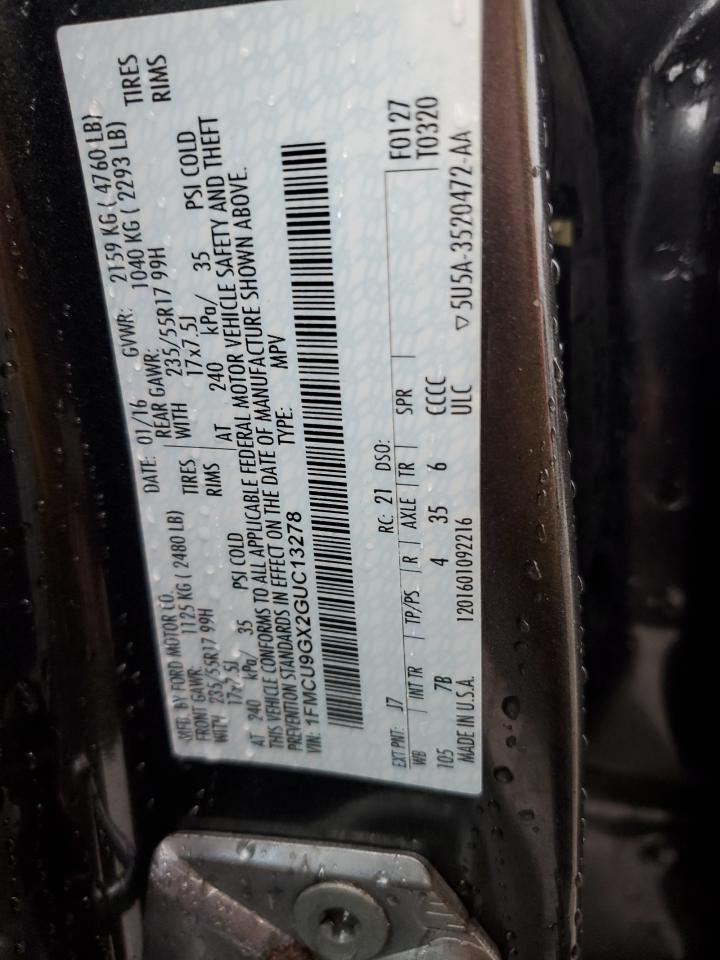 MFD. BY FORD MOTOR CO. DATE: 01/16 GVWR: 2159 KG ( 4760 LB)
FRONT GAWR: 1125 KG ( 2480 LB) REAR GAWR: 1040 KG ( 2293 LB)
WITH 235/55R17 99H TIRES WITH 235/55R17 99H TIRES
17x7.5J RIMS 17x7.5J RIMS
AT 240 kPa/ 35 PSI COLD AT 240 kPa/ 35 PSI COLD
THIS VEHICLE CONFORMS TO ALL APPLICABLE FEDERAL MOTOR VEHICLE SAFETY AND THEFT
PREVENTION STANDARDS IN EFFECT ON THE DATE OF MANUFACTURE SHOWN ABOVE.
VIN: 1FMCU9GX2GUC13278 TYPE: MPV
F0127
T0320
EXT PNT: J7 RC: 21 DSO:
WB INT TR TP/PS R AXLE TR SPR
105 7B 4 35 6 CCCC
MADE IN U.S.A. 1201601092216 ULC
▽ 5U5A-3520472-AA